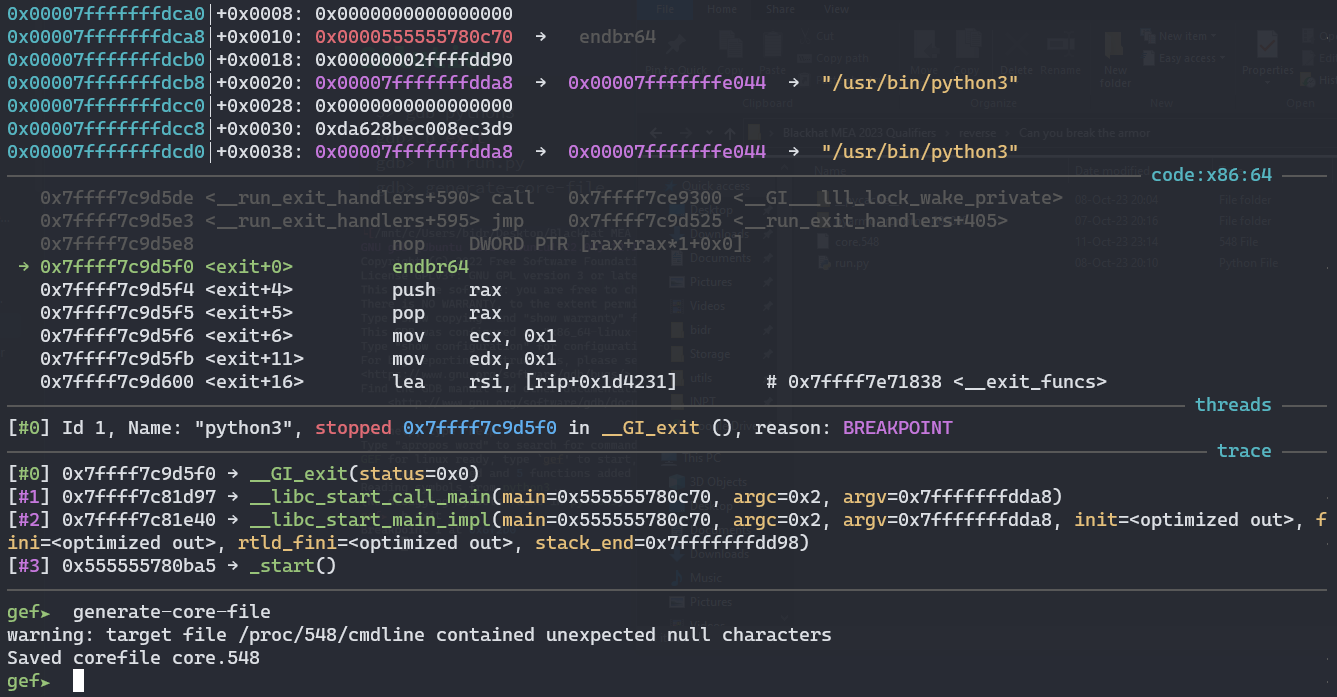 0x00007fffffffdca0│+0x0008: 0x0000000000000000
0x00007fffffffdca8│+0x0010: 0x0000555555780c70  →  endbr64
0x00007fffffffdcb0│+0x0018: 0x00000002ffffdd90
0x00007fffffffdcb8│+0x0020: 0x00007fffffffdda8  →  0x00007fffffffe044  →  "/usr/bin/python3"
0x00007fffffffdcc0│+0x0028: 0x0000000000000000
0x00007fffffffdcc8│+0x0030: 0xda628bec008ec3d9
0x00007fffffffdcd0│+0x0038: 0x00007fffffffdda8  →  0x00007fffffffe044  →  "/usr/bin/python3"
code:x86:64
0x7ffff7c9d5de <__run_exit_handlers+590> call   0x7ffff7ce9300 <__GI___lll_lock_wake_private>
0x7ffff7c9d5e3 <__run_exit_handlers+595> jmp    0x7ffff7c9d525 <__run_exit_handlers+405>
0x7ffff7c9d5e8                  nop    DWORD PTR [rax+rax*1+0x0]
→ 0x7ffff7c9d5f0 <exit+0>         endbr64
0x7ffff7c9d5f4 <exit+4>         push   rax
0x7ffff7c9d5f5 <exit+5>         pop    rax
0x7ffff7c9d5f6 <exit+6>         mov    ecx, 0x1
0x7ffff7c9d5fb <exit+11>        mov    edx, 0x1
0x7ffff7c9d600 <exit+16>        lea    rsi, [rip+0x1d4231]        # 0x7ffff7e71838 <__exit_funcs>
threads
[#0] Id 1, Name: "python3", stopped 0x7ffff7c9d5f0 in __GI_exit (), reason: BREAKPOINT
trace
[#0] 0x7ffff7c9d5f0 → __GI_exit(status=0x0)
[#1] 0x7ffff7c81d97 → __libc_start_call_main(main=0x555555780c70, argc=0x2, argv=0x7fffffffdda8)
[#2] 0x7ffff7c81e40 → __libc_start_main_impl(main=0x555555780c70, argc=0x2, argv=0x7fffffffdda8, init=<optimized out>, f
ini=<optimized out>, rtld_fini=<optimized out>, stack_end=0x7fffffffdd98)
[#3] 0x555555780ba5 → _start()
gef➤  generate-core-file
warning: target file /proc/548/cmdline contained unexpected null characters
Saved corefile core.548
gef➤